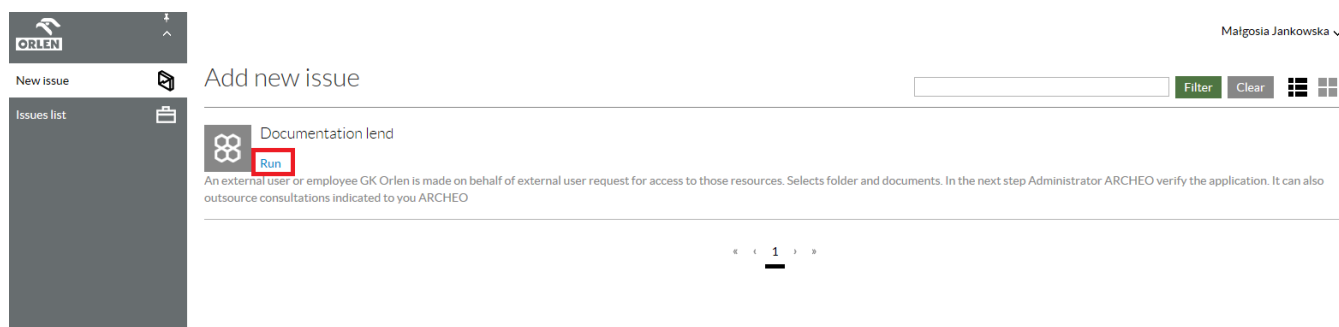 ORLEN
Małgosia Jankowska
New issue
Issues list
Add new issue
Filter
Clear
Documentation lend
Run
An external user or employee GK Orlen is made on behalf of external user request for access to those resources. Selects folder and documents. In the next step Administrator ARCHEO verify the application. It can also
outsource consultations indicated to you ARCHEO
« ‹ 1 › »